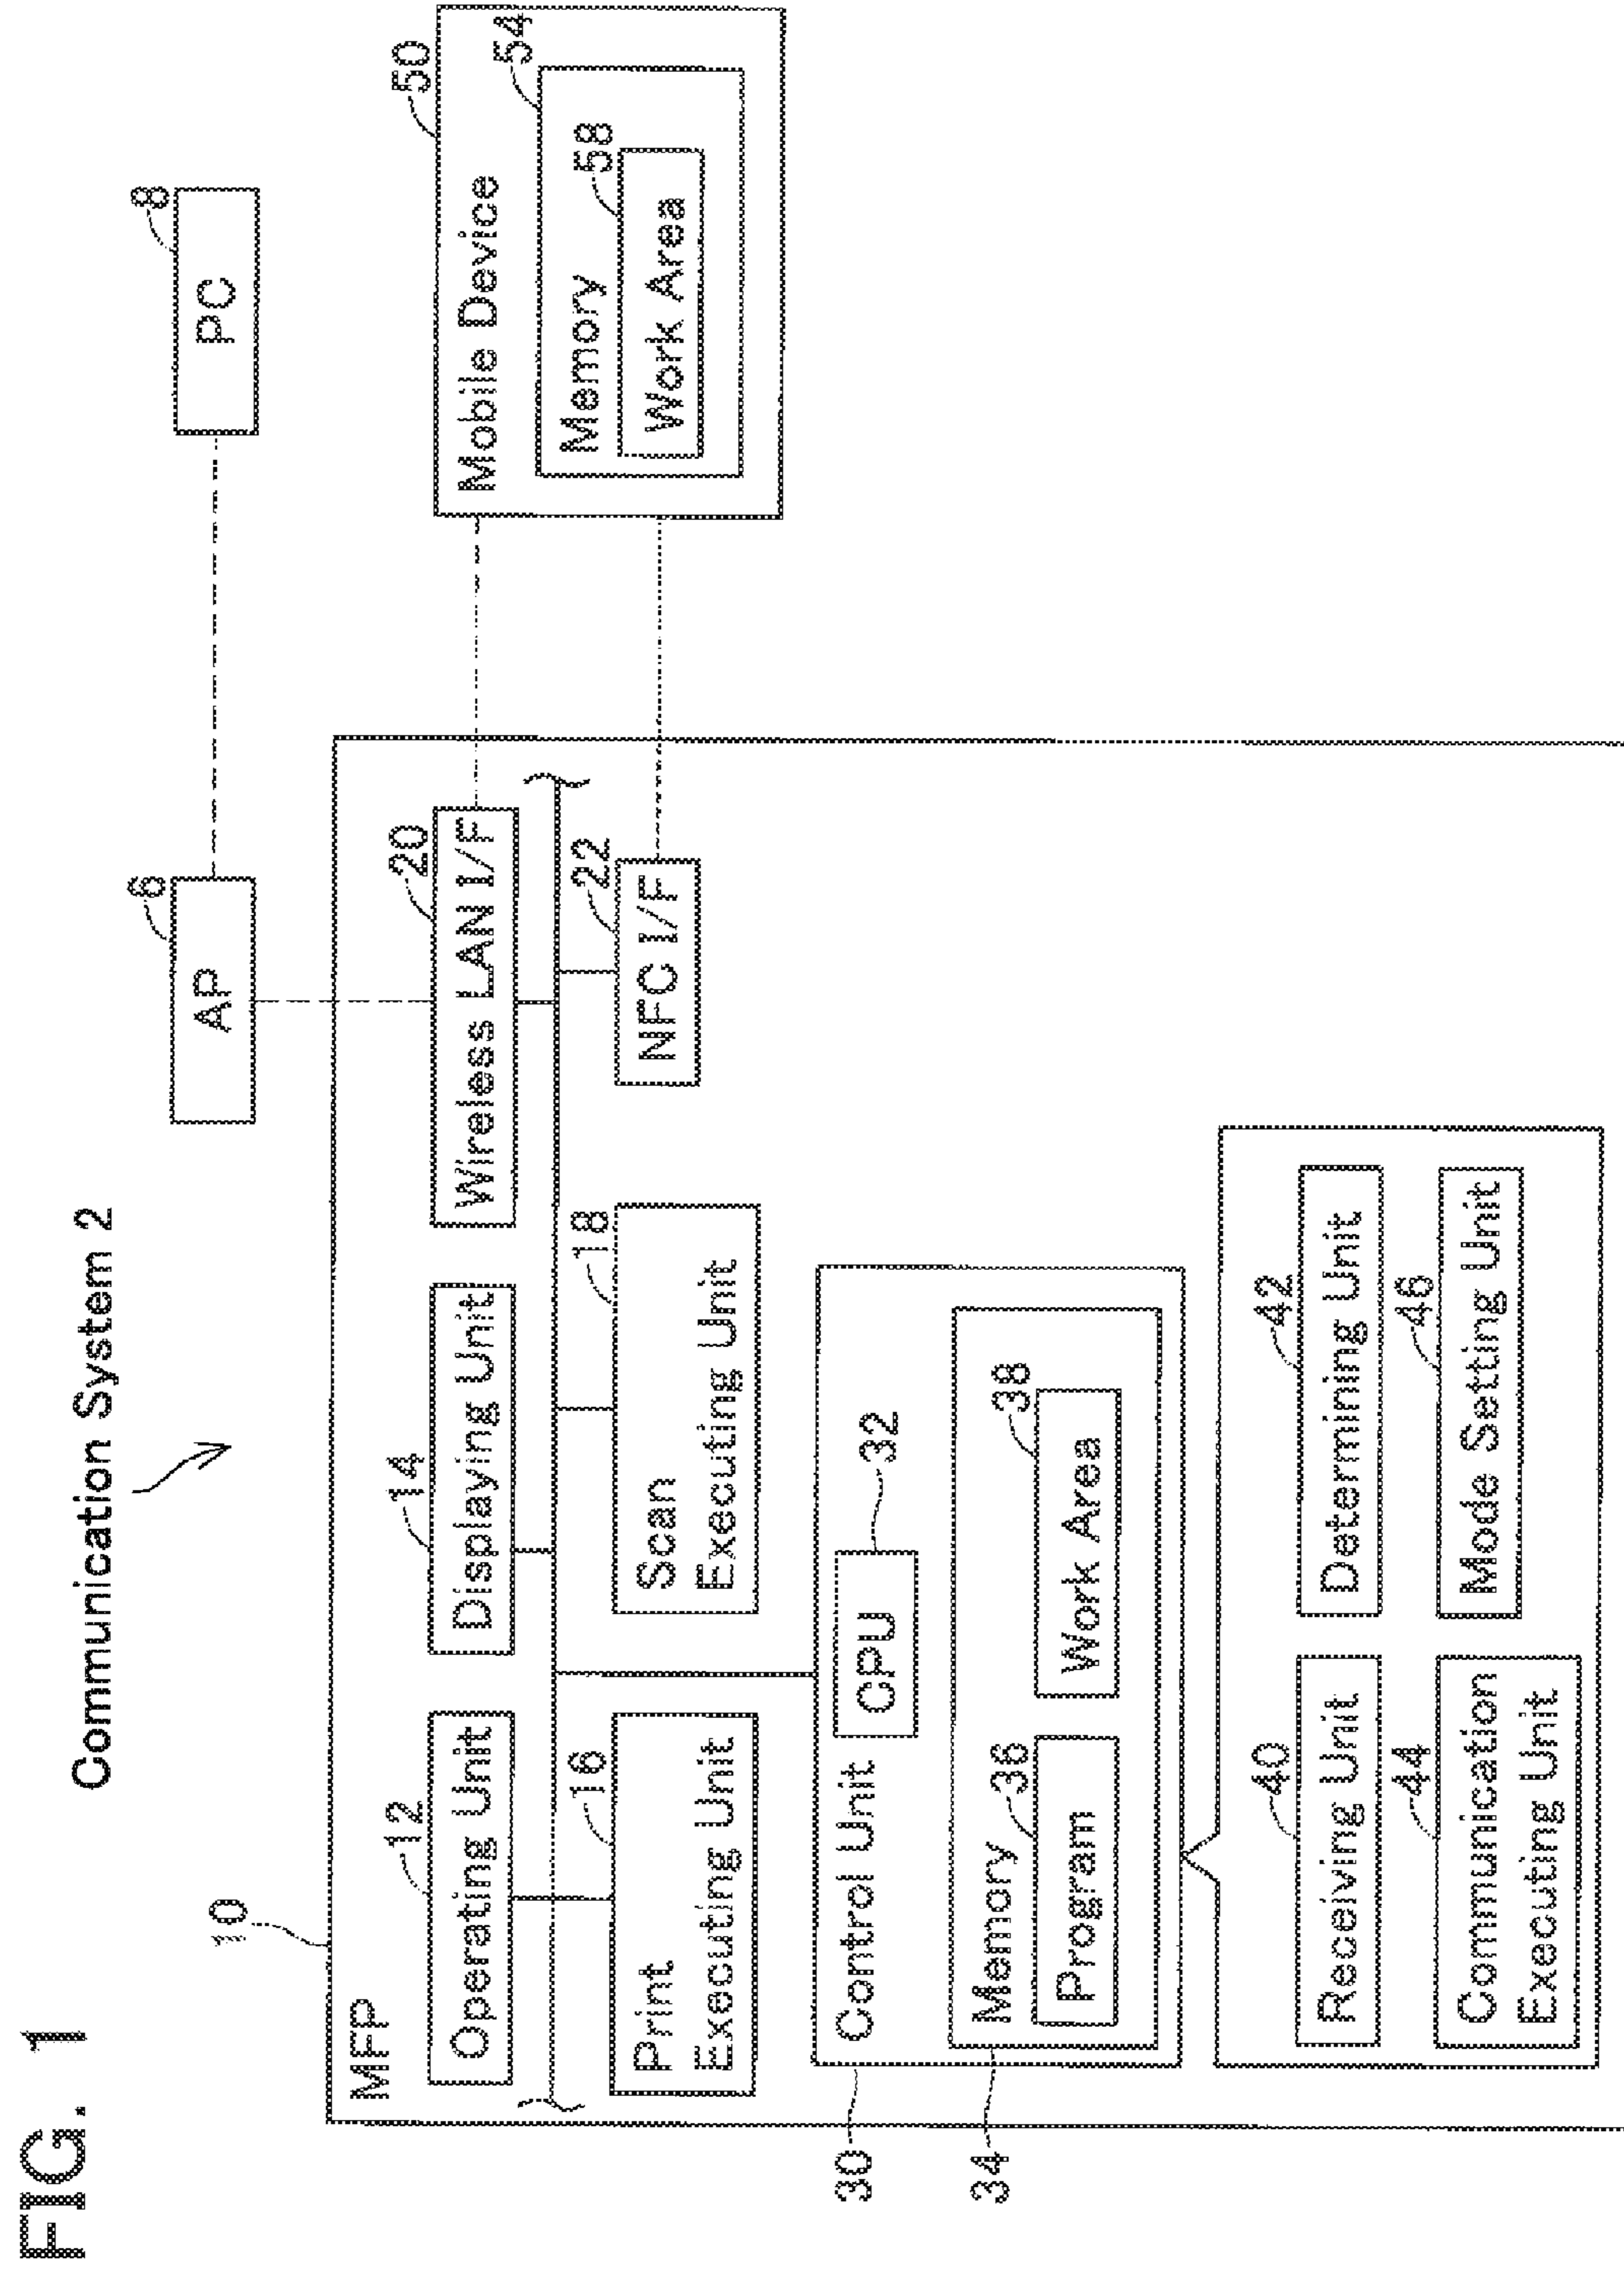 FIG. 1
Communication System 2
6
AP
8
PC
10
MFP
12
Operating Unit
14
Displaying Unit
20
Wireless LAN I/F
50
Mobile Device
54
Memory
58
Work Area
16
Print
Executing Unit
18
Scan
Executing Unit
22
NFC I/F
30
Control Unit
CPU
32
34
Memory
36
Program
38
Work Area
40
Receiving Unit
42
Determining Unit
44
Communication
Executing Unit
46
Mode Setting Unit